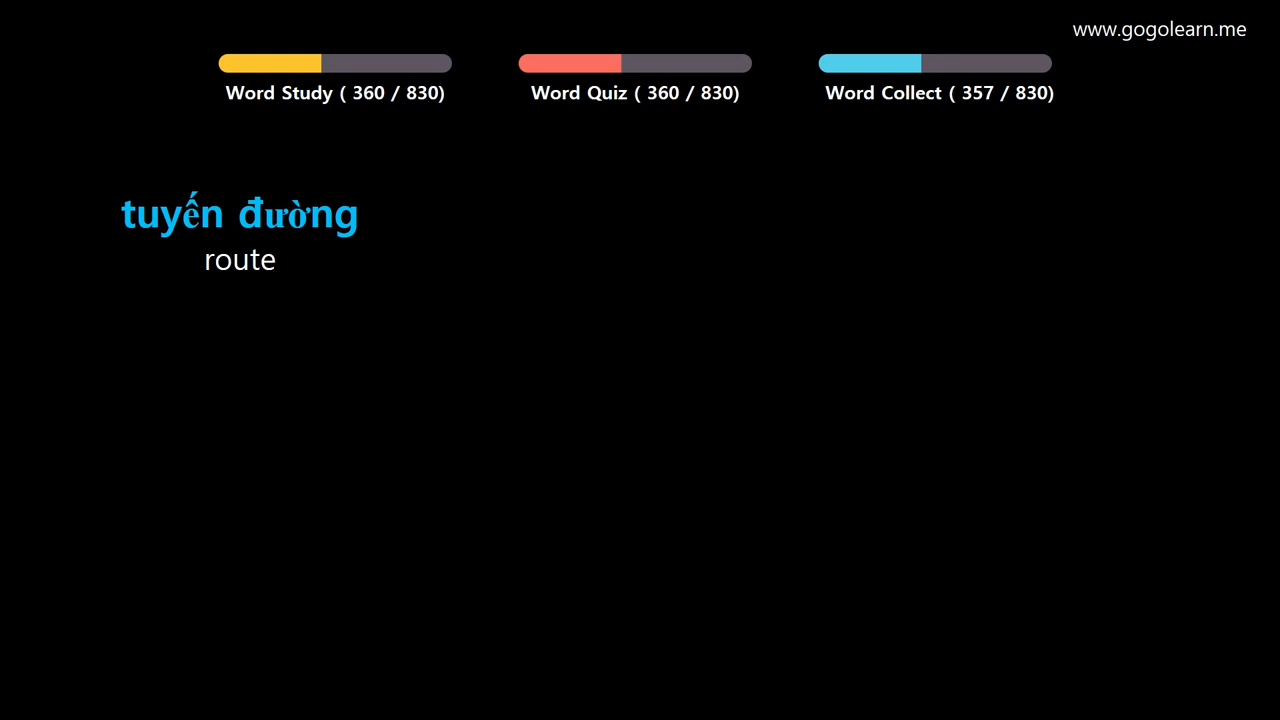 www.gogolearn.me
Word Study ( 360 / 830)
Word Quiz ( 360 / 830)
Word Collect ( 357 / 830)
tuyến đường
route